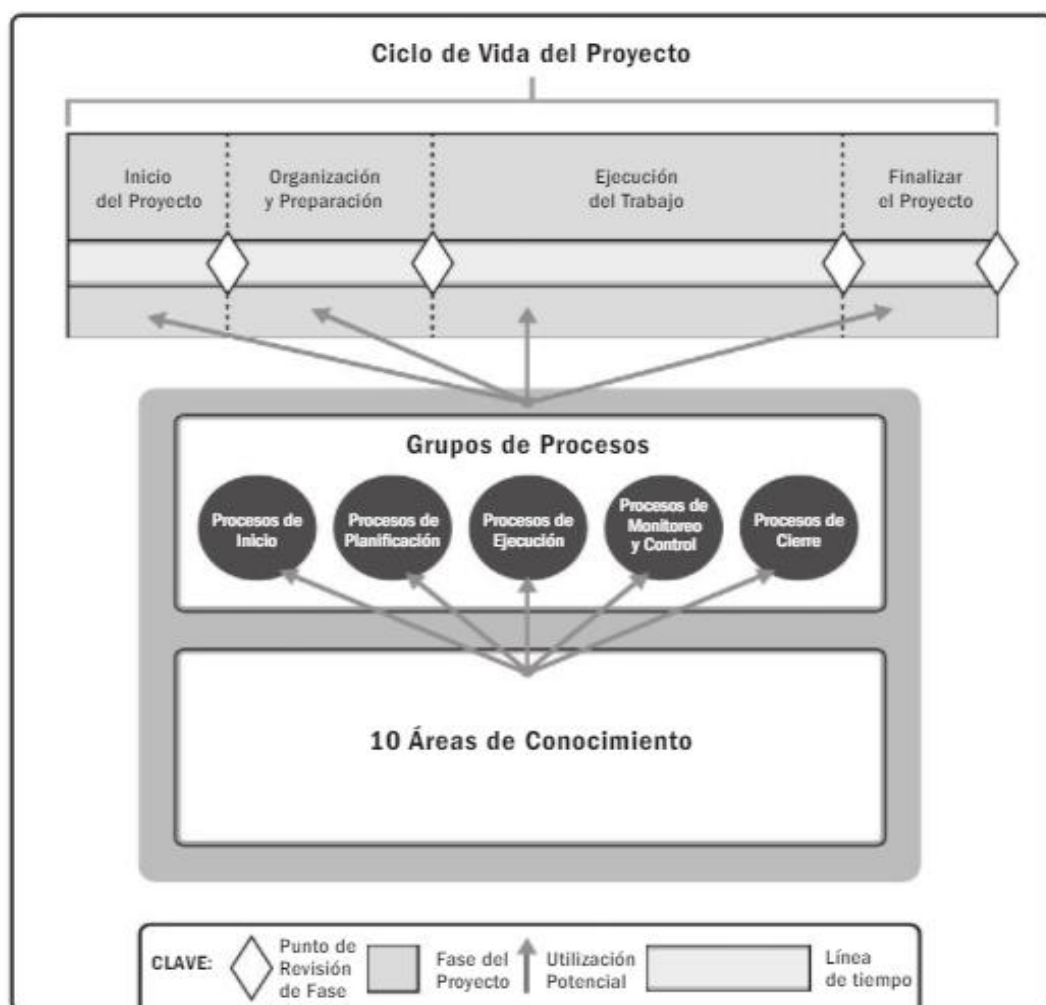 Ciclo de Vida del Proyecto
Inicio
del Proyecto
Organización
y Preparación
Ejecución
del Trabajo
Finalizar
el Proyecto
Grupos de Procesos
Procesos de
Inicio
Procesos de
Planificación
Procesos de
Ejecución
Procesos de
Monitoreo
y Control
Procesos de
Cierre
10 Áreas de Conocimiento
CLAVE:
Punto de
Revisión
de Fase
Fase del
Proyecto
Utilización
Potencial
Línea
de tiempo